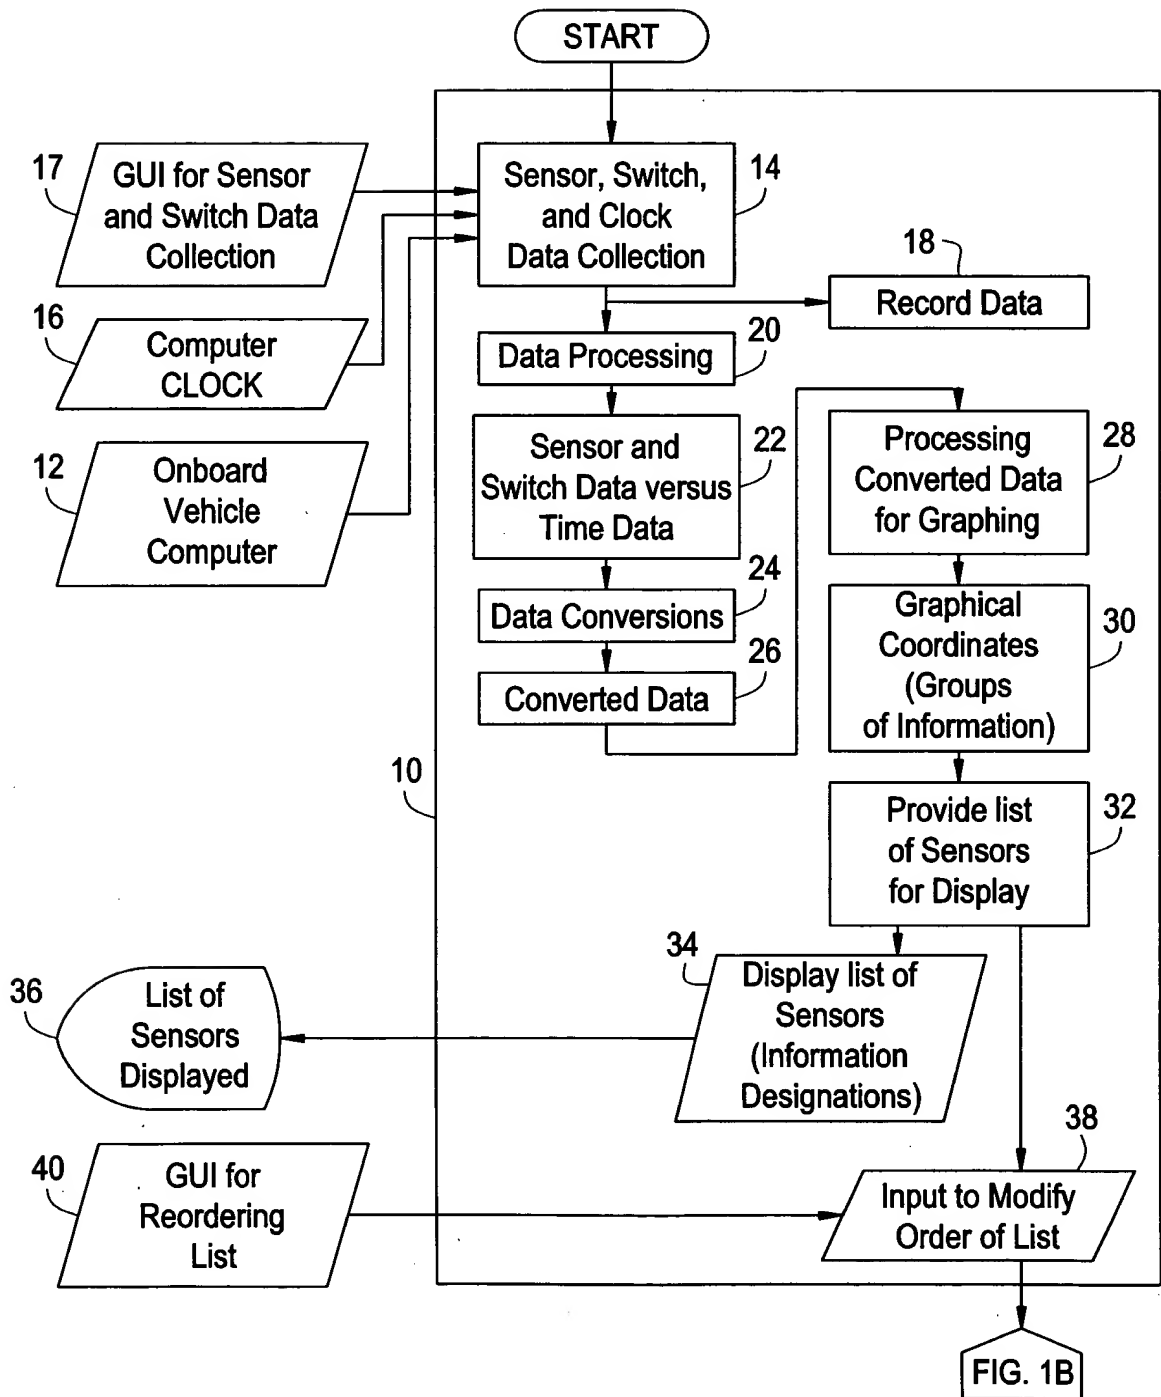 START
17
GUI for Sensor
and Switch Data
Collection
Sensor, Switch,
and Clock
Data Collection
14
18
Record Data
16
Computer
CLOCK
20
Data Processing
12
Onboard
Vehicle
Computer
Sensor and
Switch Data versus
Time Data
22
Processing
Converted Data
for Graphing
28
24
Data Conversions
26
Converted Data
Graphical
Coordinates
(Groups
of Information)
30
10
Provide list
of Sensors
for Display
32
34
Display list of
Sensors
(Information
Designations)
36
List of
Sensors
Displayed
38
40
GUI for
Reordering
List
Input to Modify
Order of List
FIG. 1B